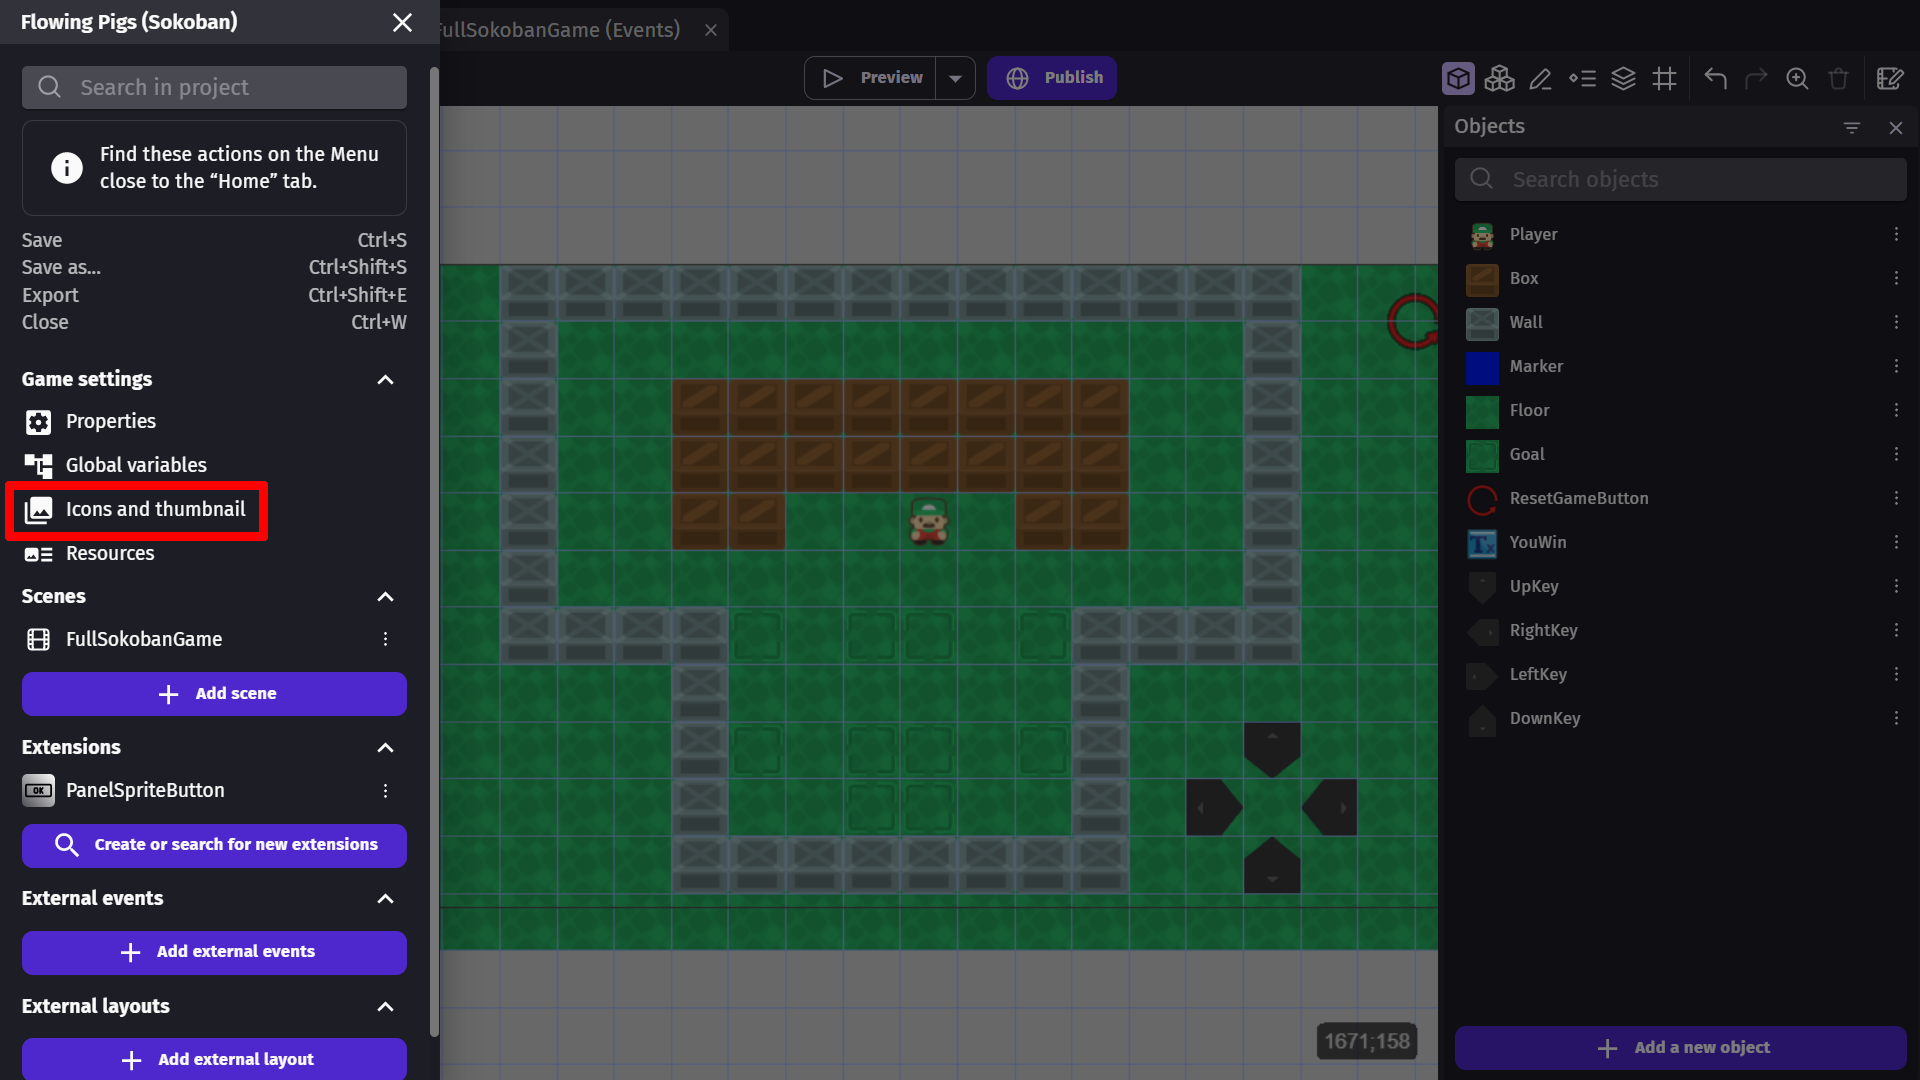 Flowing Pigs (Sokoban)
FullSokobanGame (Events)
Search in project
Preview
Publish
Find these actions on the Menu
close to the “Home” tab.
Save Ctrl+S
Save as... Ctrl+Shift+S
Export Ctrl+Shift+E
Close Ctrl+W
Game settings
Properties
Global variables
Icons and thumbnail
Resources
Scenes
FullSokobanGame
Add scene
Extensions
OK
PanelSpriteButton
Create or search for new extensions
External events
Add external events
External layouts
Add external layout
1671;158
Objects
Search objects
Player
Box
Wall
Marker
Floor
Goal
ResetGameButton
Tx
YouWin
UpKey
RightKey
LeftKey
DownKey
Add a new object